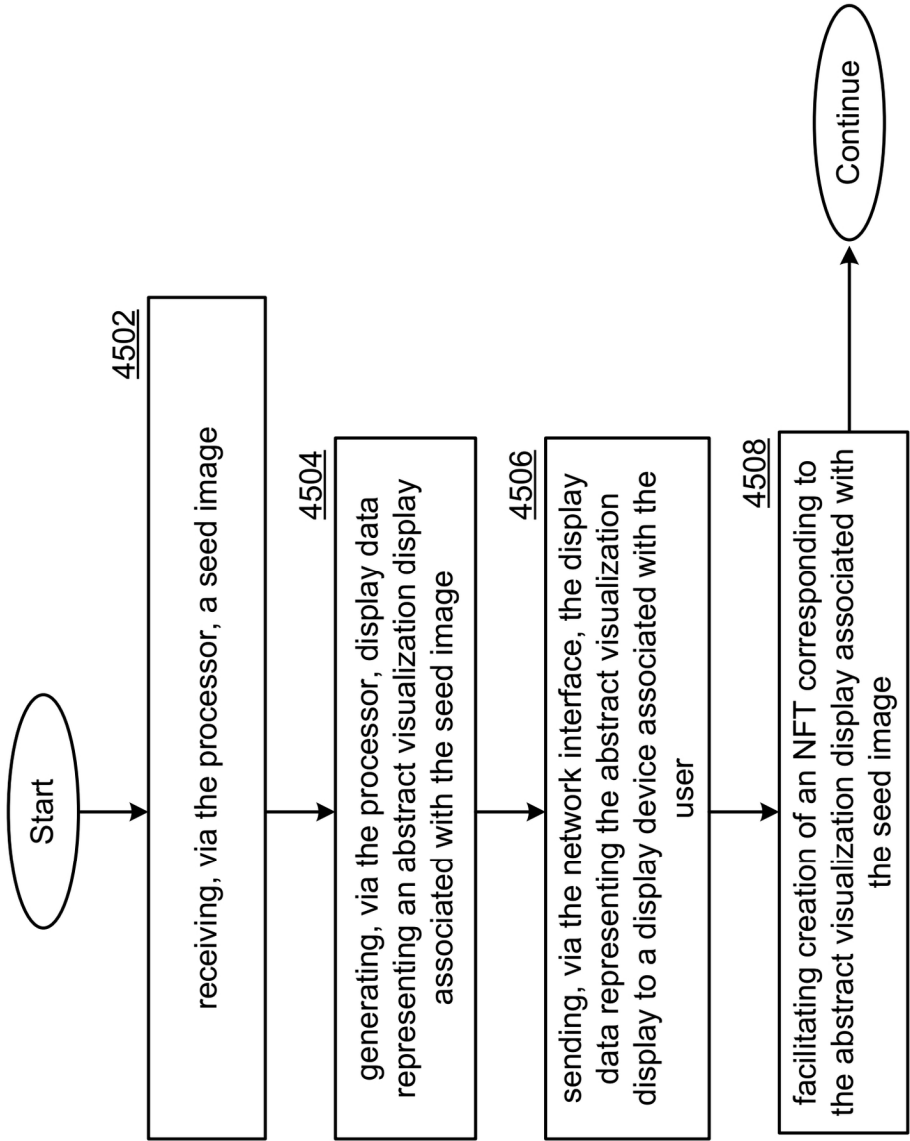 Start
4502
receiving, via the processor, a seed image
4504
generating, via the processor, display data
representing an abstract visualization display
associated with the seed image
4506
sending, via the network interface, the display
data representing the abstract visualization
display to a display device associated with the
user
4508
facilitating creation of an NFT corresponding to
the abstract visualization display associated with
the seed image
Continue